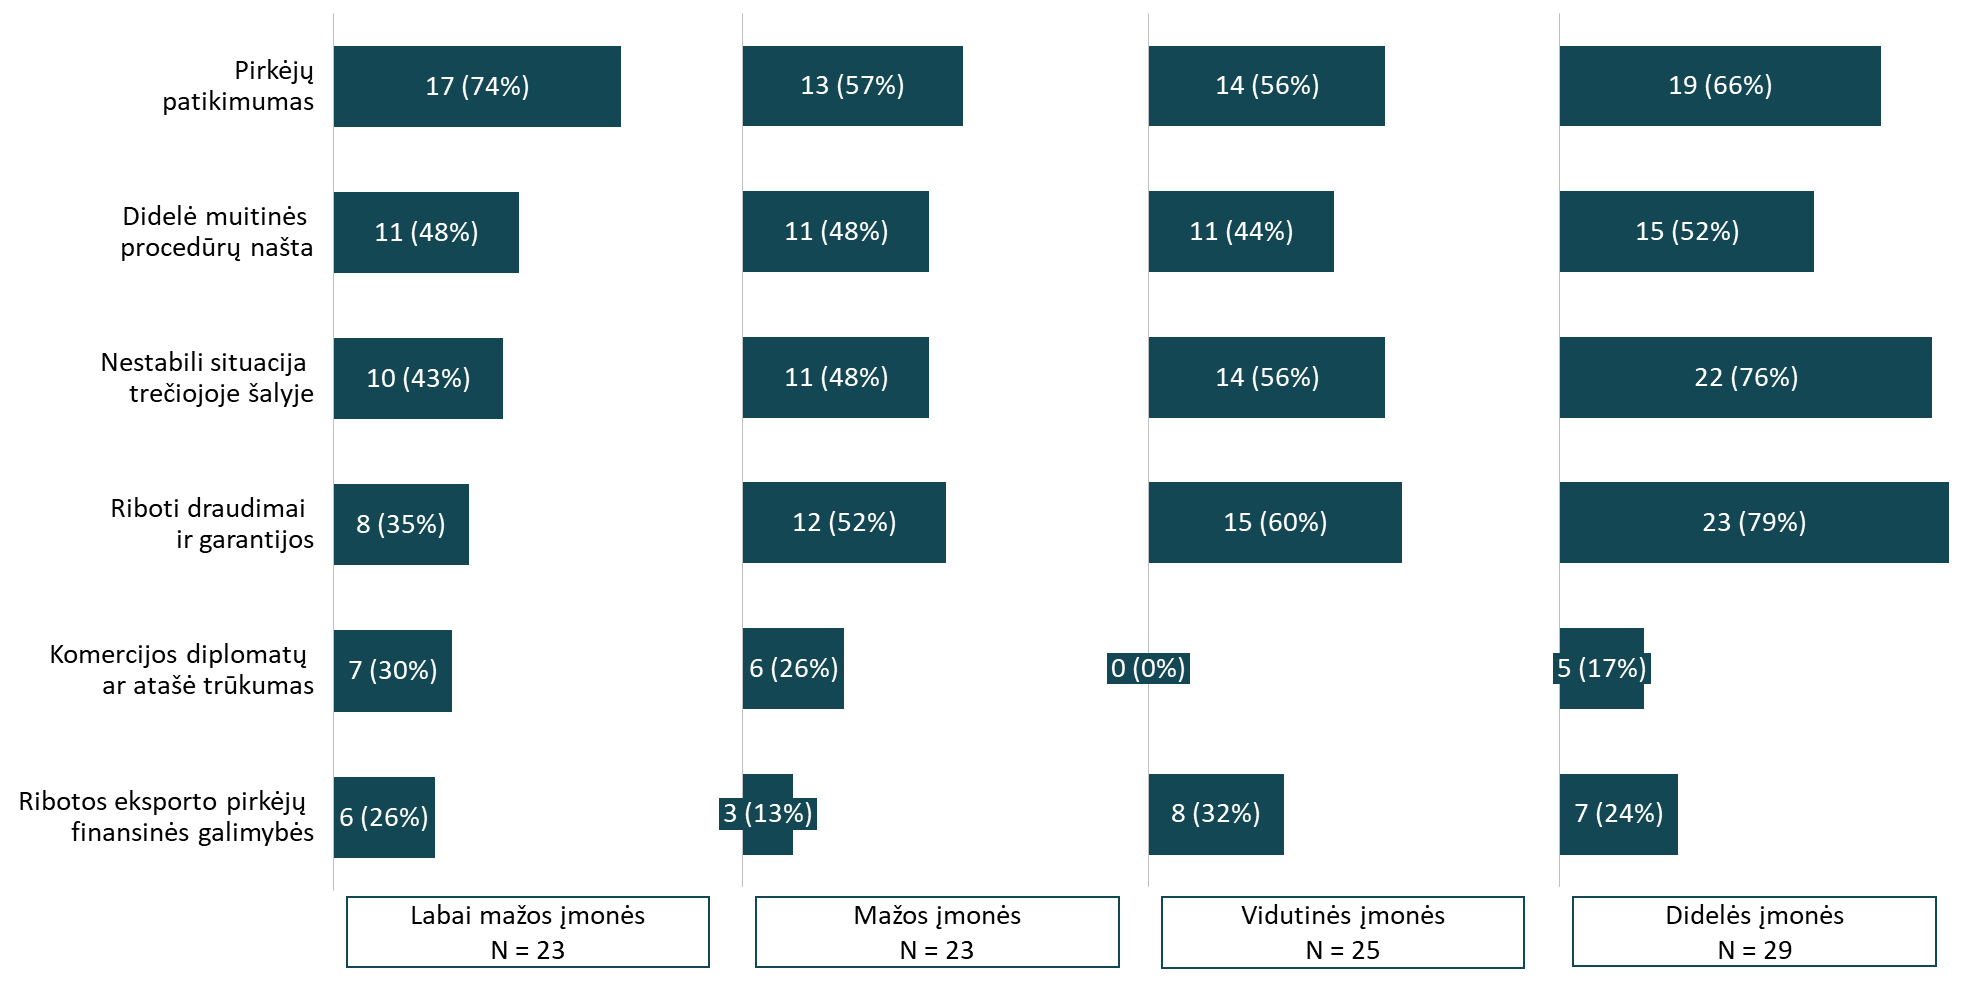 Pirkėjų
patikimumas
17 (74%)
13 (57%)
14 (56%)
19 (66%)
Didelė muitinės
procedūrų našta
11 (48%)
11 (48%)
11 (44%)
15 (52%)
Nestabili situacija
trečiojoje šalyje
10 (43%)
11 (48%)
14 (56%)
22 (76%)
Riboti draudimai
ir garantijos
8 (35%)
12 (52%)
15 (60%)
23 (79%)
Komercijos diplomatų
ar atašė trūkumas
7 (30%)
6 (26%)
0 (0%)
5 (17%)
Ribotos eksporto pirkėjų
finansinės galimybės
6 (26%)
3 (13%)
8 (32%)
7 (24%)
Labai mažos įmonės
N = 23
Mažos įmonės
N = 23
Vidutinės įmonės
N = 25
Didelės įmonės
N = 29